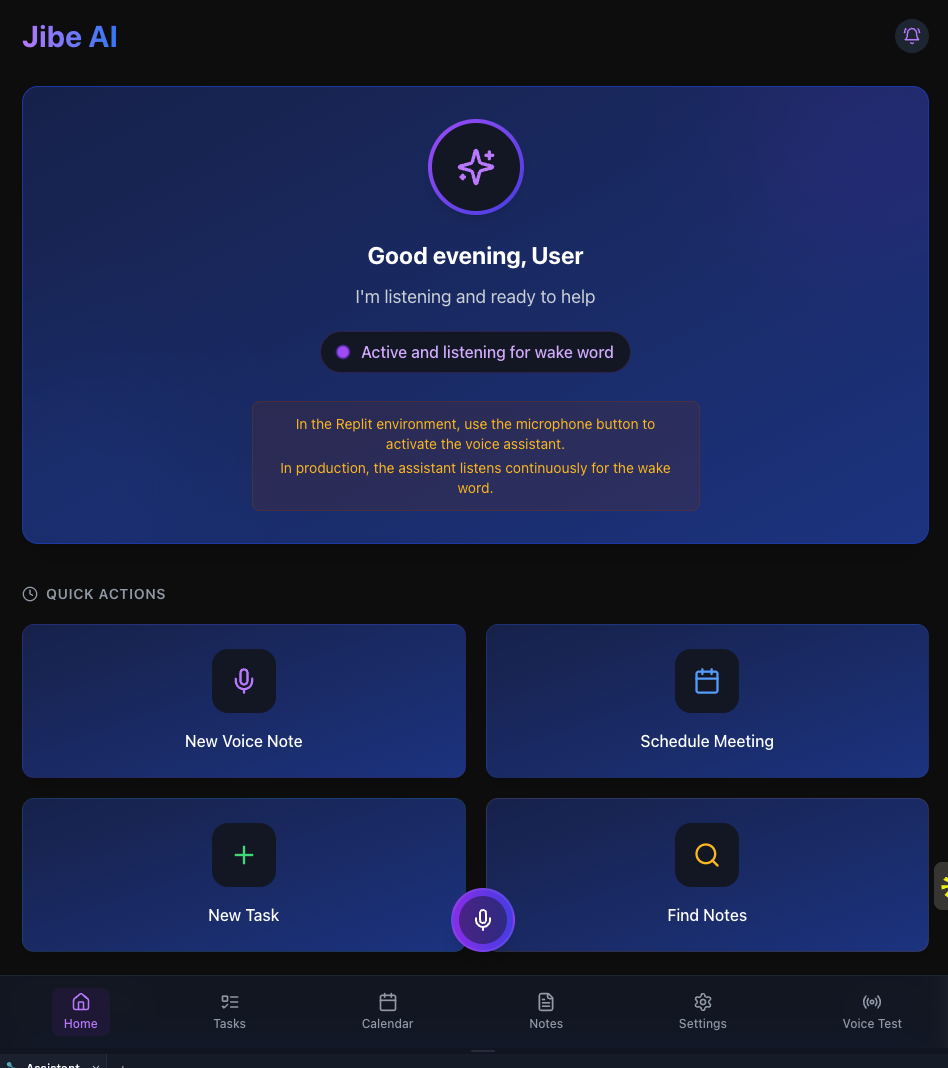 Jibe AI
Good evening, User
I'm listening and ready to help
Active and listening for wake word
In the Replit environment, use the microphone button to
activate the voice assistant.
In production, the assistant listens continuously for the wake
word.
QUICK ACTIONS
New Voice Note
Schedule Meeting
New Task
Find Notes
Home
Tasks
Calendar
Notes
Settings
Voice Test
Assistant